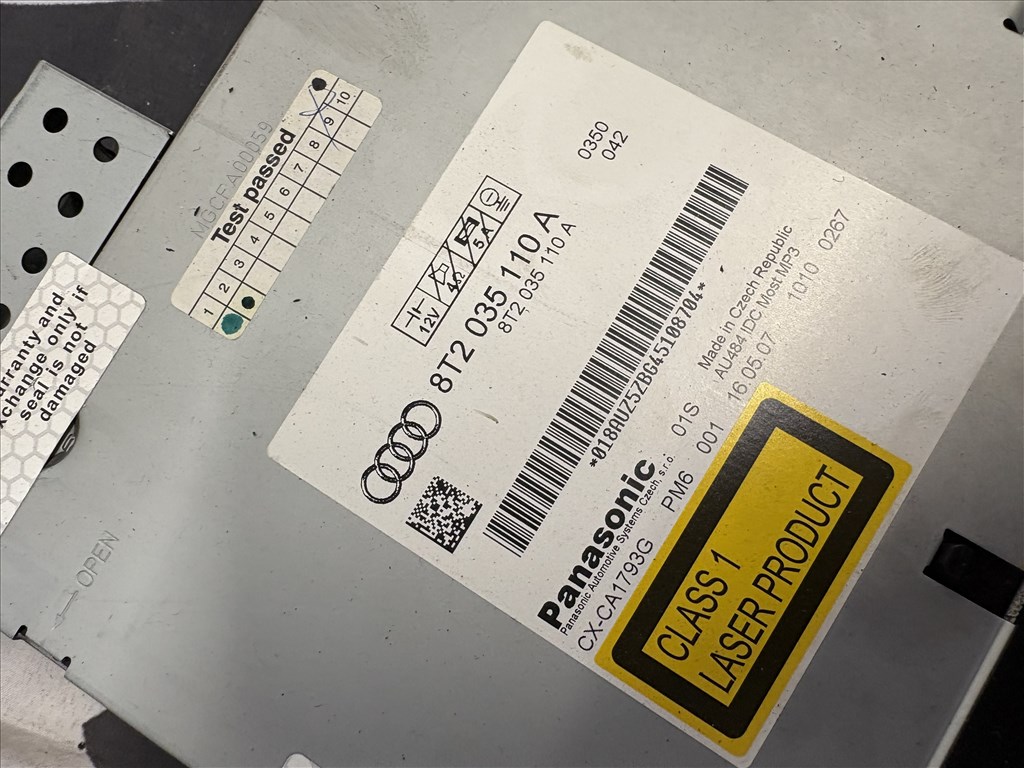 MGCFA00059
Test passed
1 2 3 4 5 6 7 8 9 10
and
only if
seal is not
damaged
OPEN
0350
042
12V 4Ω 5A
8T2 035 110 A
8T2 035 110 A
*018AUZ5ZBG45108704*
Made in Czech Republic
AU484 IDC Most MP3
16.05.07 1010 0267
Panasonic
Panasonic Automotive Systems Czech, s.r.o.
CX-CA1793G PM6 01S
001
CLASS 1
LASER PRODUCT